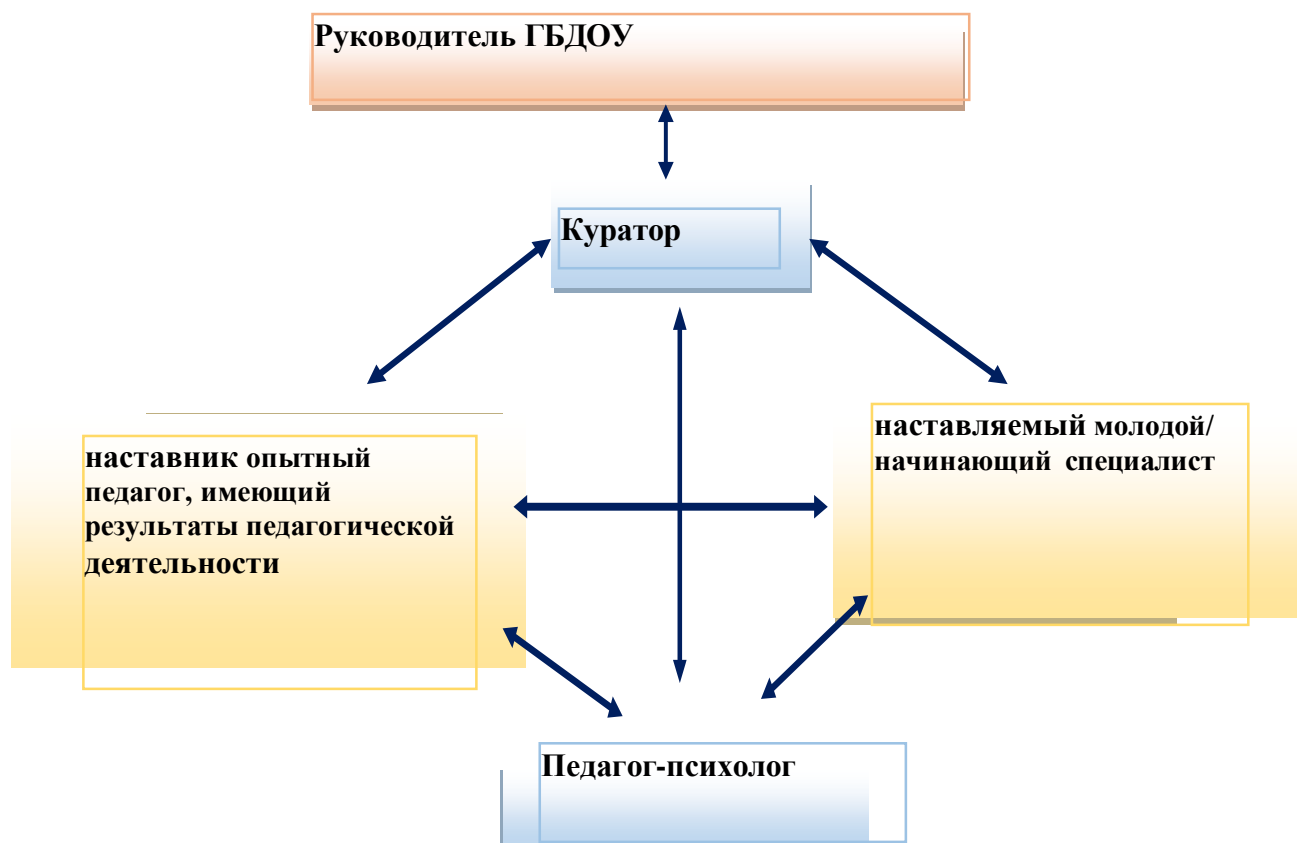 Руководитель ГБДОУ
Куратор
наставник опытный
педагог, имеющий
результаты педагогической
деятельности
наставляемый молодой/
начинающий специалист
Педагог-психолог